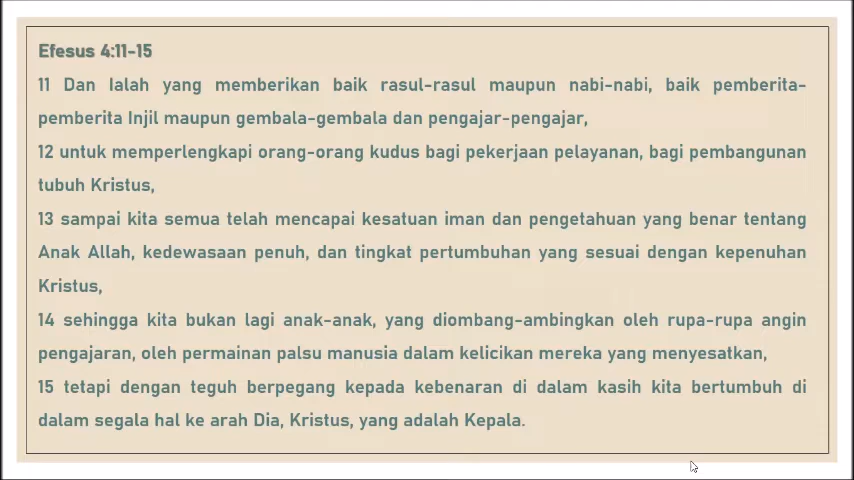 Efesus 4:11-15
11 Dan Ialah yang memberikan baik rasul-rasul maupun nabi-nabi, baik pemberita-
pemberita Injil maupun gembala-gembala dan pengajar-pengajar,
12 untuk memperlengkapi orang-orang kudus bagi pekerjaan pelayanan, bagi pembangunan
tubuh Kristus,
13 sampai kita semua telah mencapai kesatuan iman dan pengetahuan yang benar tentang
Anak Allah, kedewasaan penuh, dan tingkat pertumbuhan yang sesuai dengan kepenuhan
Kristus,
14 sehingga kita bukan lagi anak-anak, yang diombang-ambingkan oleh rupa-rupa angin
pengajaran, oleh permainan palsu manusia dalam kelicikan mereka yang menyesatkan,
15 tetapi dengan teguh berpegang kepada kebenaran di dalam kasih kita bertumbuh di
dalam segala hal ke arah Dia, Kristus, yang adalah Kepala.